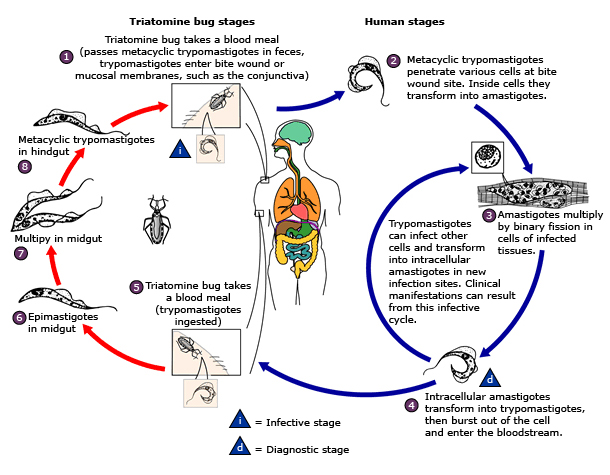 Triatomine bug stages
Human stages
1
Triatomine bug takes a blood meal
(passes metacyclic trypomastigotes in feces,
trypomastigotes enter bite wound or
mucosal membranes, such as the conjunctiva)
i
2
Metacyclic trypomastigotes
penetrate various cells at bite
wound site. Inside cells they
transform into amastigotes.
3
Amastigotes multiply
by binary fission in
cells of infected
tissues.
Trypomastigotes
can infect other
cells and transform
into intracellular
amastigotes in new
infection sites. Clinical
manifestations can result
from this infective
cycle.
d
4
Intracellular amastigotes
transform into trypomastigotes,
then burst out of the cell
and enter the bloodstream.
5
Triatomine bug takes
a blood meal
(trypomastigotes
ingested)
6
Epimastigotes
in midgut
Multipy in midgut
7
Metacyclic trypomastigotes
in hindgut
8
i = Infective stage
d = Diagnostic stage